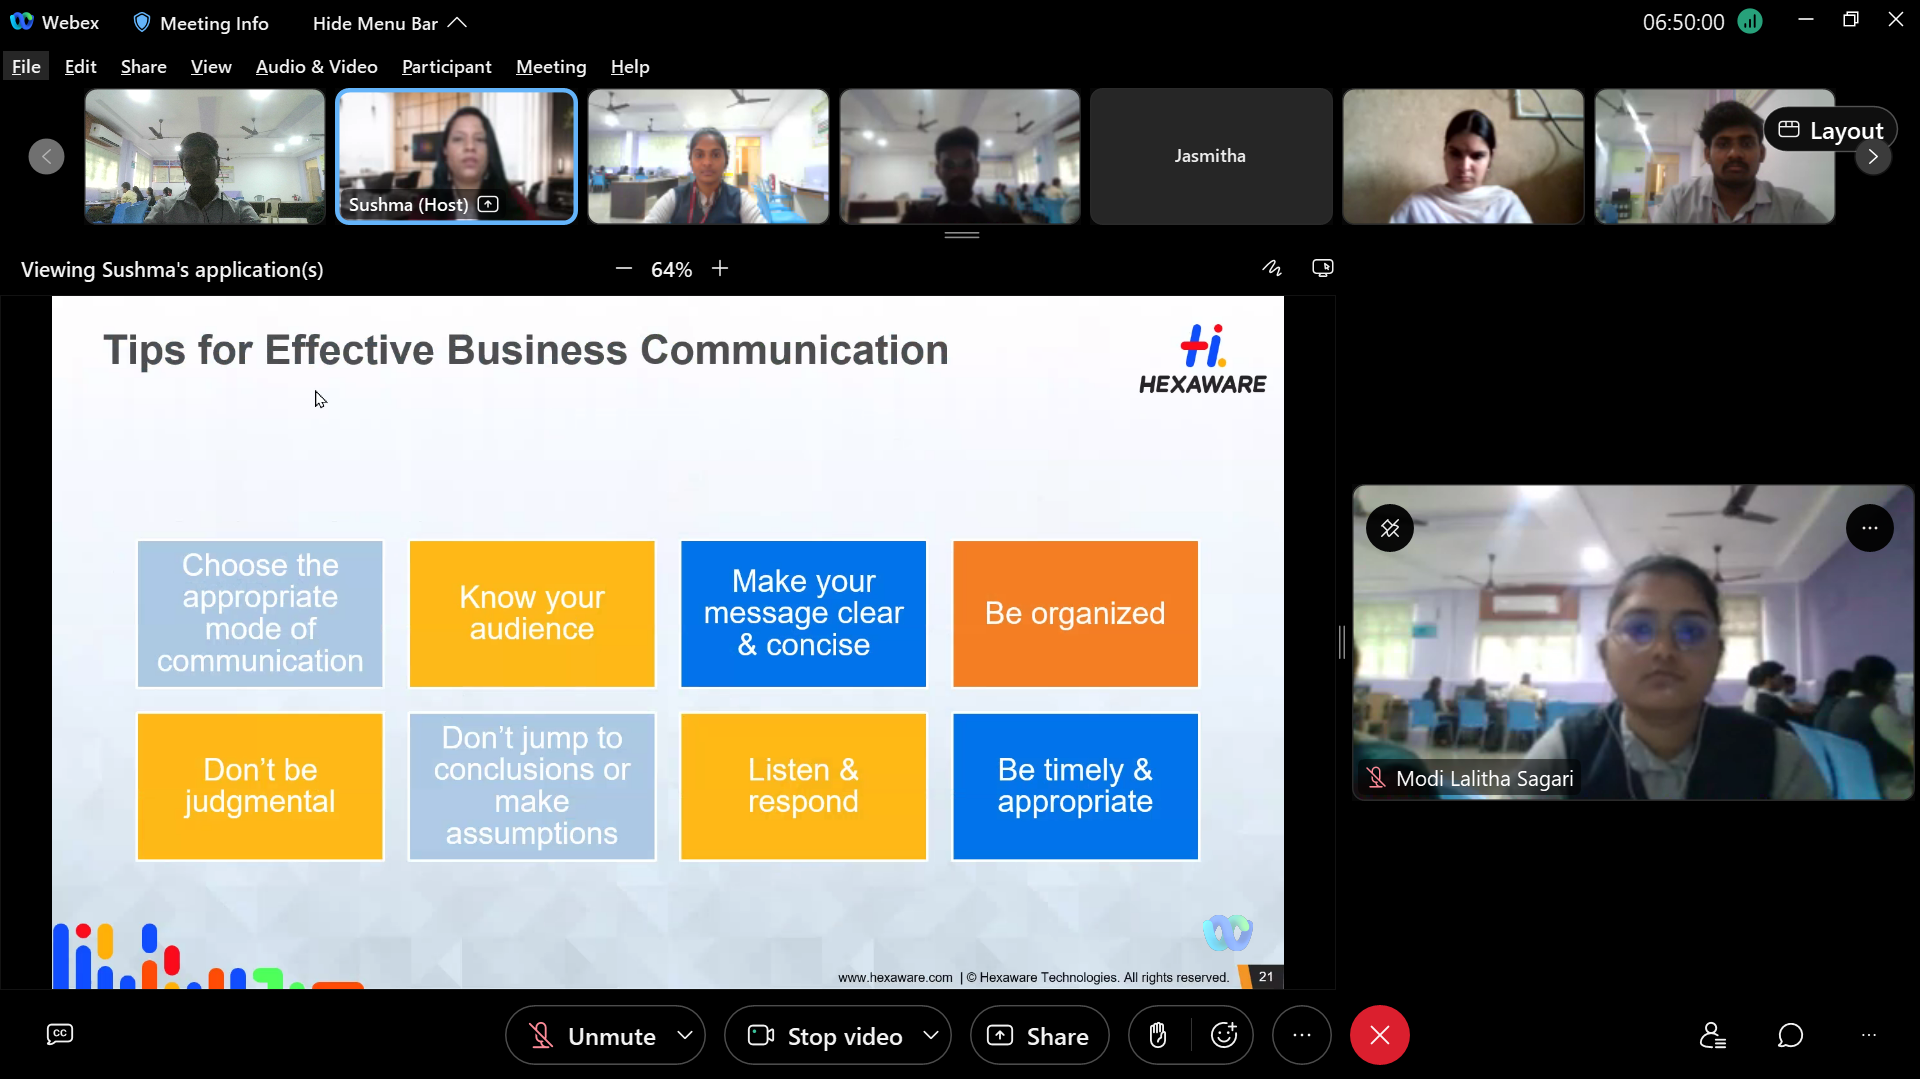 Webex
Meeting Info
Hide Menu Bar
06:50:00
File Edit Share View Audio & Video Participant Meeting Help
Layout
Sushma (Host)
Jasmitha
Viewing Sushma's application(s)
64%
Tips for Effective Business Communication
HEXAWARE
Choose the
appropriate
mode of
communication
Know your
audience
Make your
message clear
& concise
Be organized
Don't be
judgmental
Don't jump to
conclusions or
make
assumptions
Listen &
respond
Be timely &
appropriate
Modi Lalitha Sagari
www.hexaware.com | © Hexaware Technologies. All rights reserved.
21
CC
Unmute
Stop video
Share